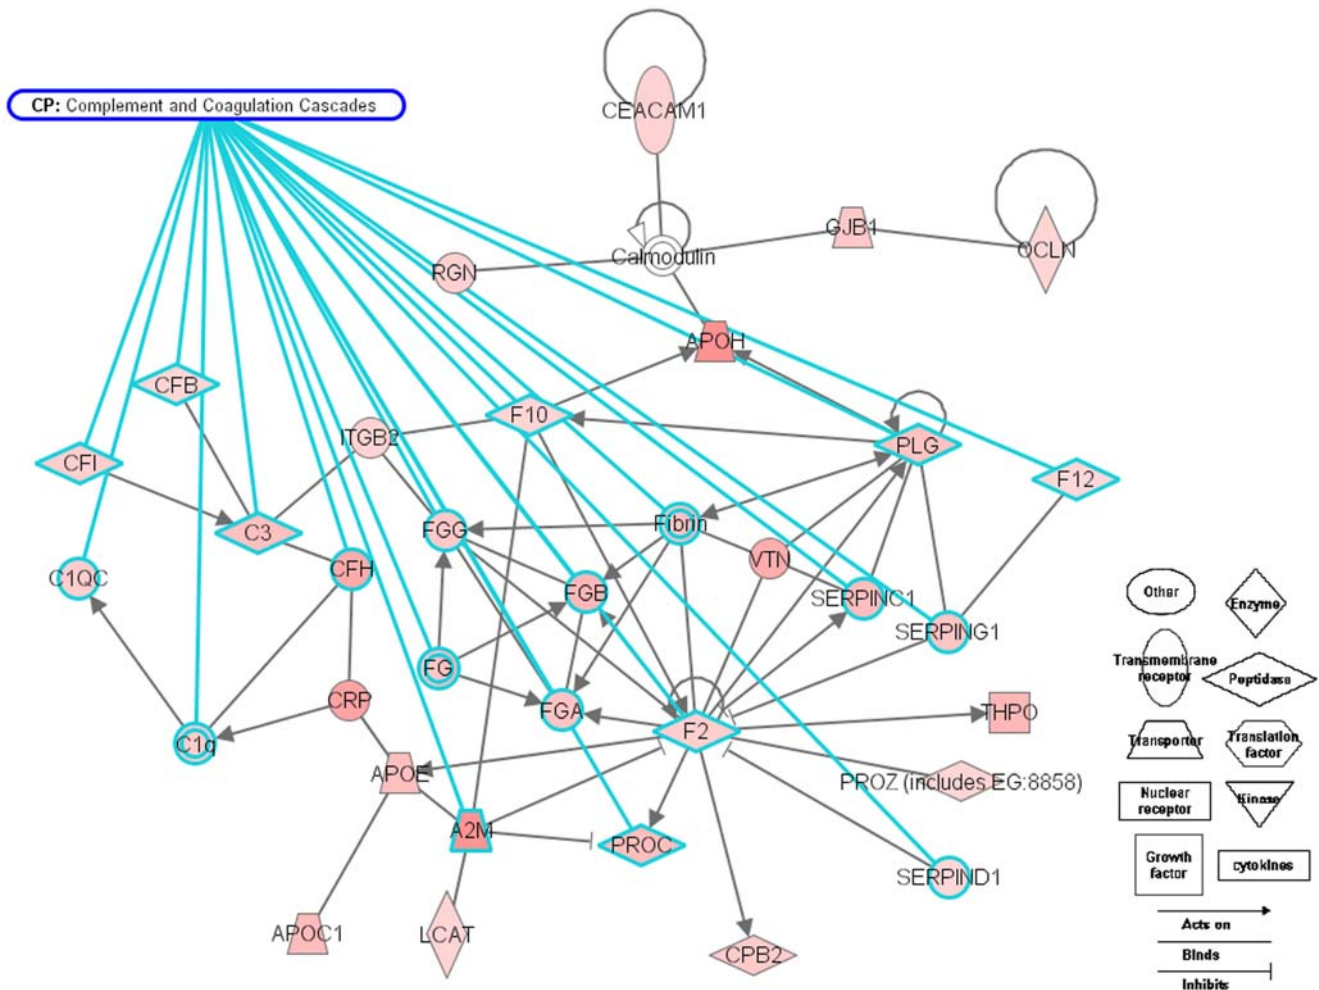 CEACAM1
CP: Complement and Coagulation Cascades
GJB1
OCLN
Calmodulin
RGN
APOH
CFB
F10
ITGB2
PLG
CFI
F12
C3
FGG
Fibrin
VTN
CFH
C1QC
FGB
SERPINC1
SERPING1
FG
CRP
FGA
THPO
C1q
F2
APOE
PROZ (includes EG:8858)
A2M
PROC
SERPIND1
APOC1
LCAT
CPB2
Other
Enzyme
Transmembrane
receptor
Peptidase
Transporter
Translation
factor
Nuclear
receptor
Kinase
Growth
factor
cytokines
Acts on
Binds
Inhibits